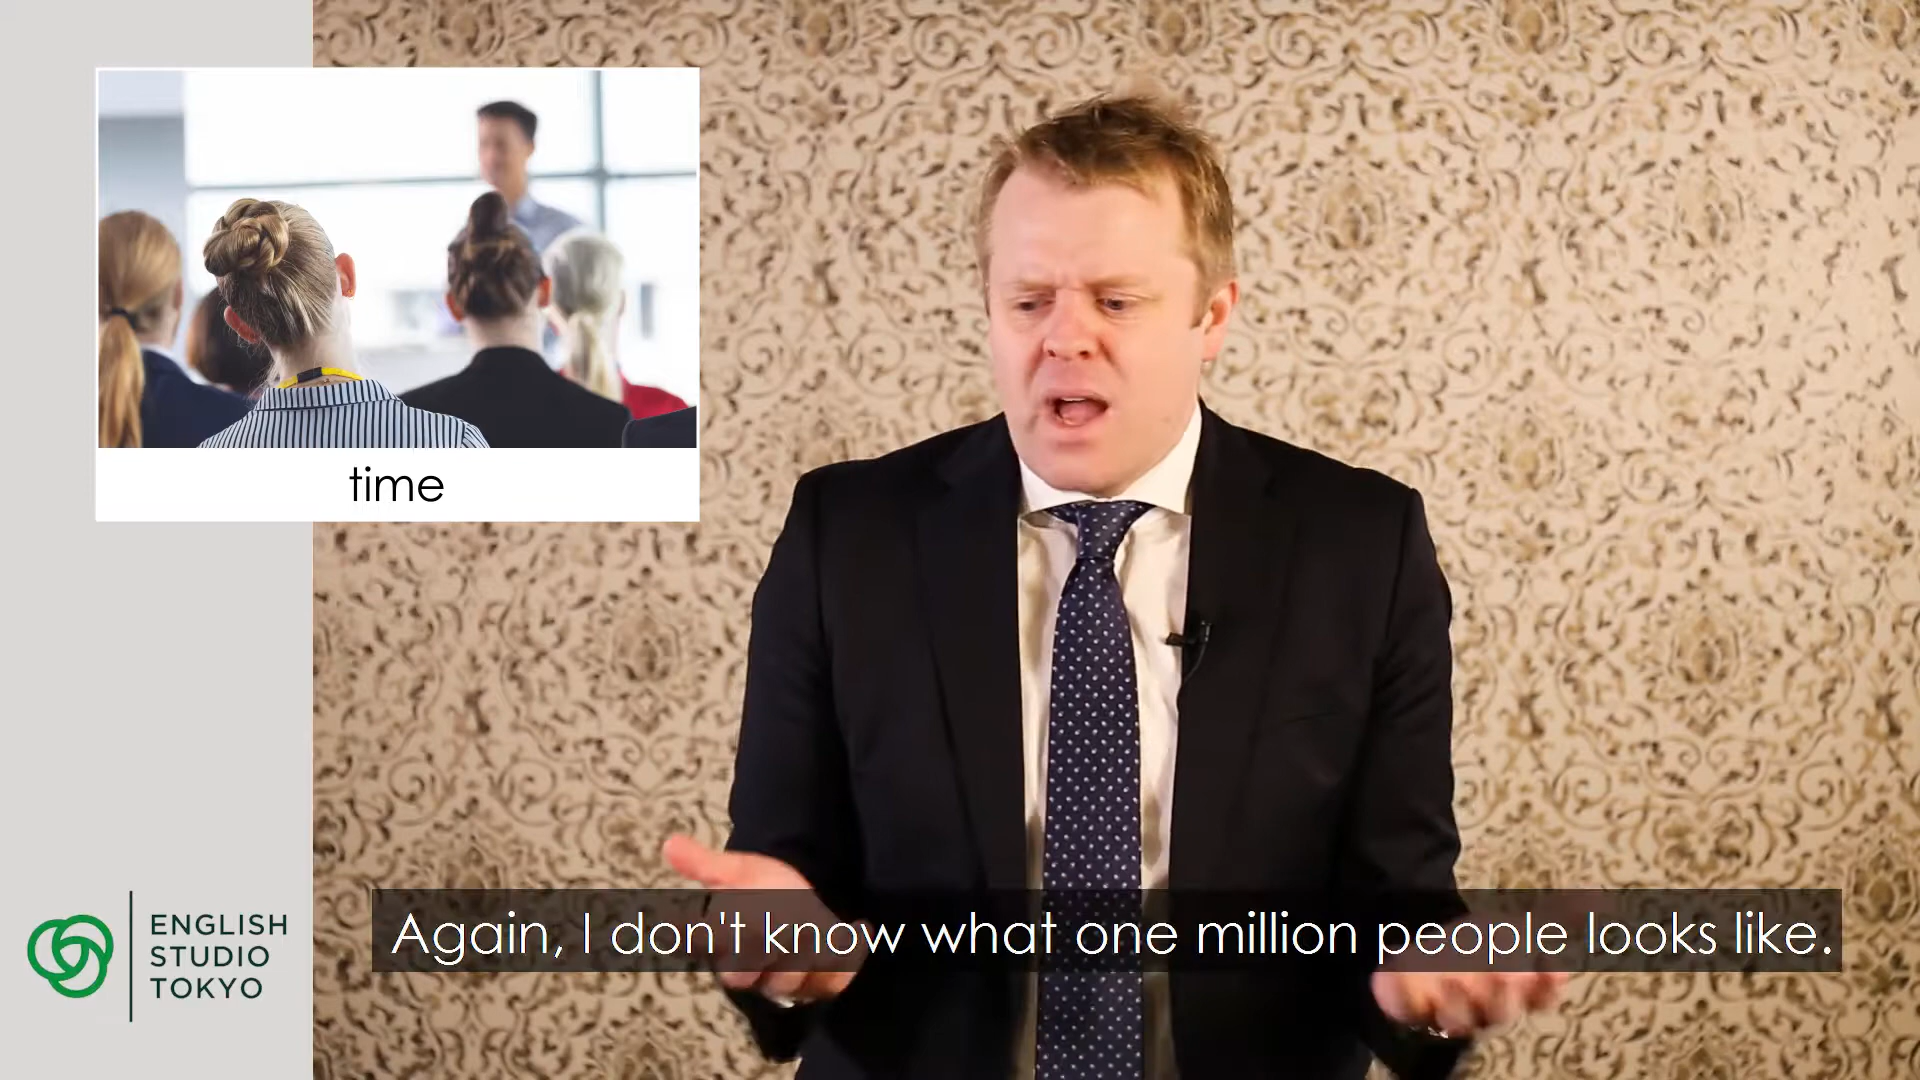 time
Again, I don't know what one million people looks like.
ENGLISH
STUDIO
TOKYO